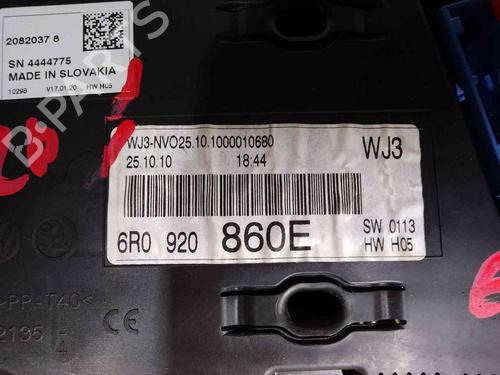 2082037 6
SN 4444775
MADE IN SLOVAKIA
10298 V17.01.20 HW H05
B-PARTS
WJ3-NVO25.10.1000010680
25.10.10 18:44 WJ3
6R0 920 860E
SW 0113
HW H05
>PP-T40<
CE